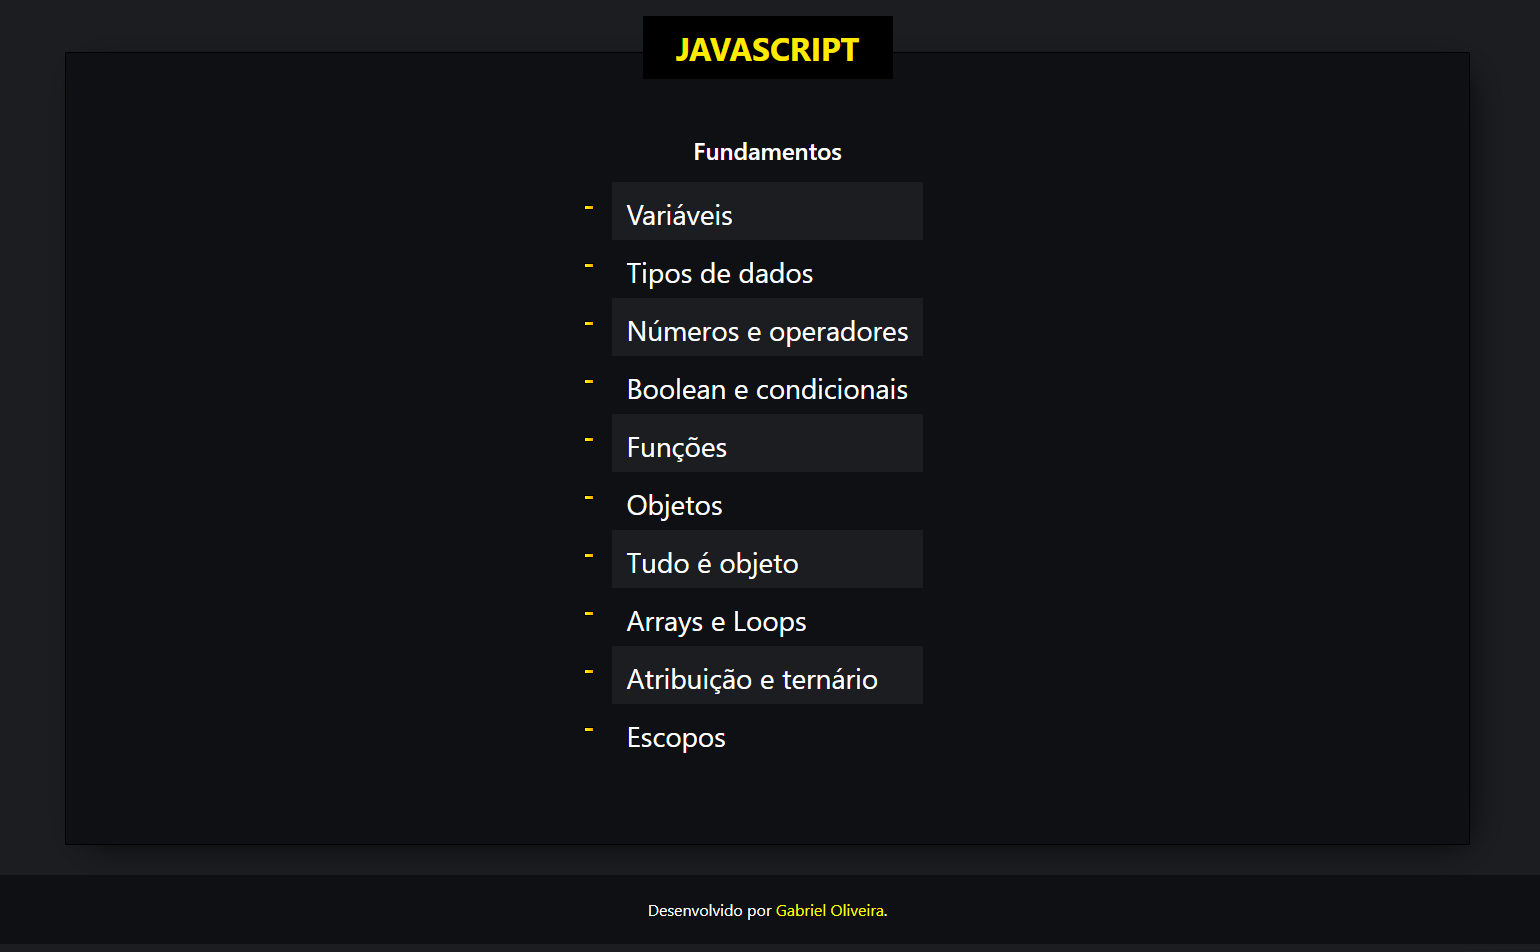 JAVASCRIPT
Fundamentos
- Variáveis
- Tipos de dados
- Números e operadores
- Boolean e condicionais
- Funções
- Objetos
- Tudo é objeto
- Arrays e Loops
- Atribuição e ternário
- Escopos
Desenvolvido por Gabriel Oliveira.